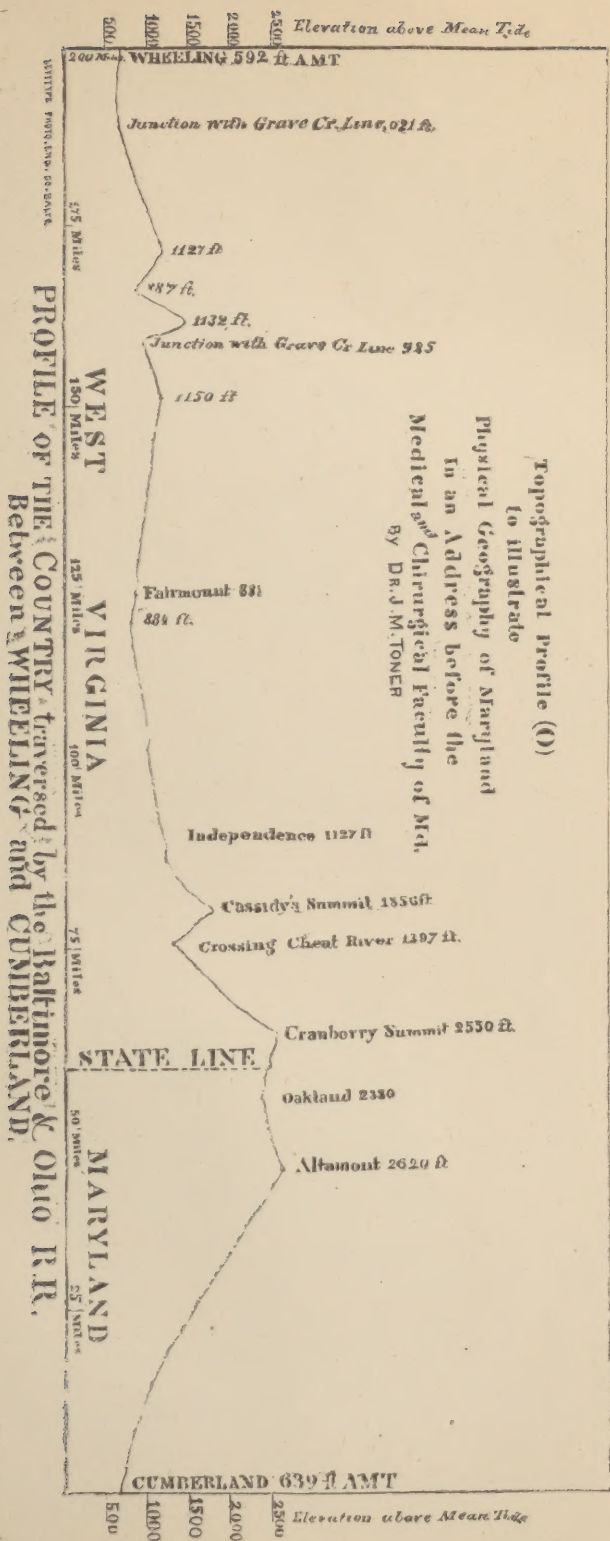 Elevation above Mean Tide
500 1000 1500 2000 2500
200 Miles WHEELING 592 ft AMT
Junction with Grave Cr. Line, 621 ft.
1127 ft
887 ft.
175 Miles
1132 ft.
Junction with Grave Cr Line 985
1150 ft
150 Miles
WEST VIRGINIA
Topographical Profile (O)
to illustrate
Physical Geography of Maryland
In an Address before the
Medical and Chirurgical Faculty of Md.
BY DR. J. M. TONER
Fairmount 881
884 ft.
125 Miles
100 Miles
Independence 1127 ft
Cassidy's Summit 1856 ft
75 Miles
Crossing Cheat River 1397 ft.
Cranberry Summit 2550 ft.
STATE LINE
Oakland 2380
50 Miles
Altamont 2620 ft
MARYLAND
25 Miles
CUMBERLAND 639 ft AMT
500 1000 1500 2000 2500
Elevation above Mean Tide
PROFILE OF THE COUNTRY traversed by the Baltimore & Ohio R.R.
Between WHEELING and CUMBERLAND.